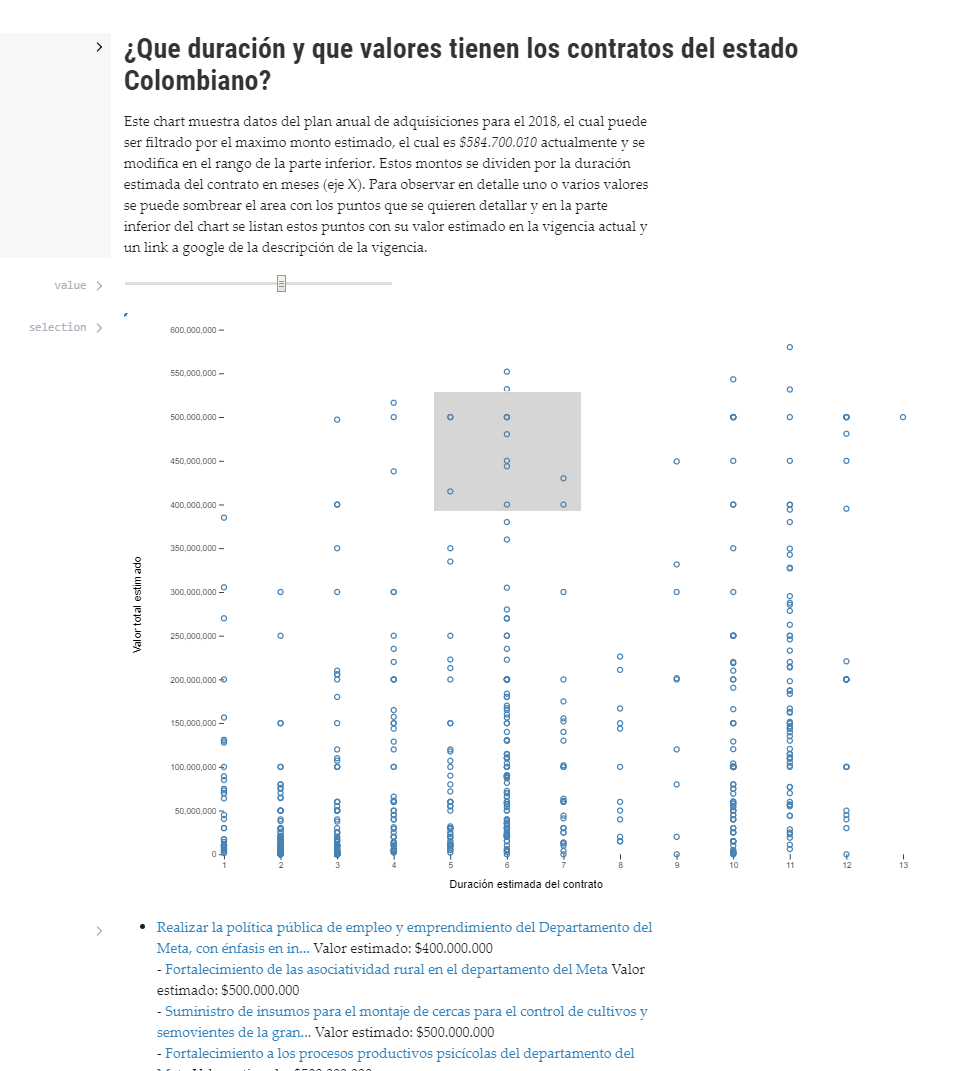 ¿Que duración y que valores tienen los contratos del estado
Colombiano?
Este chart muestra datos del plan anual de adquisiciones para el 2018, el cual puede
ser filtrado por el maximo monto estimado, el cual es $584.700.010 actualmente y se
modifica en el rango de la parte inferior. Estos montos se dividen por la duración
estimada del contrato en meses (eje X). Para observar en detalle uno o varios valores
se puede sombrear el area con los puntos que se quieren detallar y en la parte
inferior del chart se listan estos puntos con su valor estimado en la vigencia actual y
un link a google de la descripción de la vigencia.
value
selection
600,000,000
550,000,000
500,000,000
450,000,000
400,000,000
350,000,000
300,000,000
250,000,000
200,000,000
150,000,000
100,000,000
50,000,000
0
Valor total estimado
1 2 3 4 5 6 7 8 9 10 11 12 13
Duración estimada del contrato
Realizar la política pública de empleo y emprendimiento del Departamento del
Meta, con énfasis en in... Valor estimado: $400.000.000
- Fortalecimiento de las asociatividad rural en el departamento del Meta Valor
estimado: $500.000.000
- Suministro de insumos para el montaje de cercas para el control de cultivos y
semovientes de la gran... Valor estimado: $500.000.000
- Fortalecimiento a los procesos productivos psicícolas del departamento del